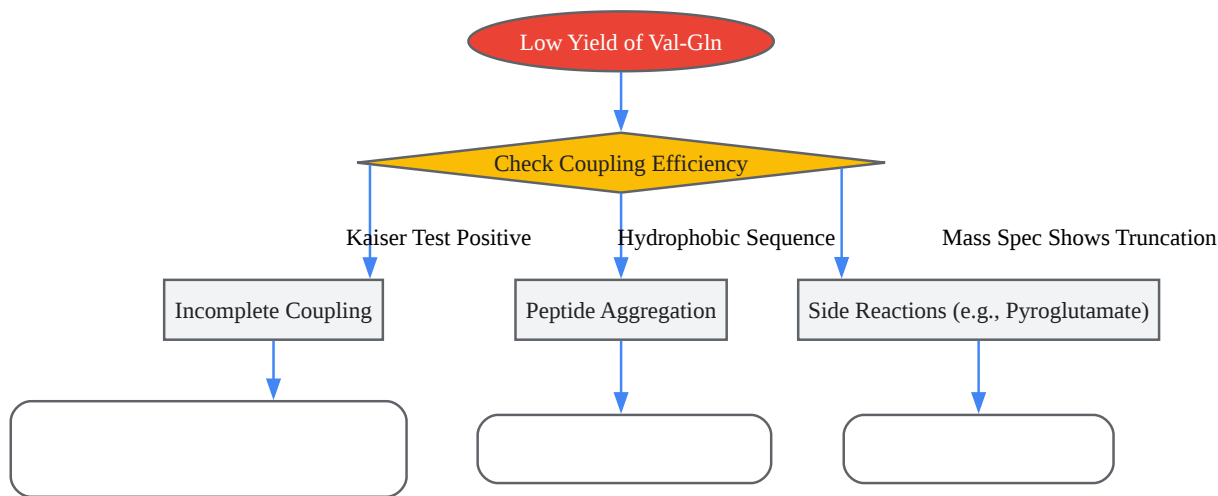 Low Yield of Val-Gln
Check Coupling Efficiency
Kaiser Test Positive
Hydrophobic Sequence
Mass Spec Shows Truncation
Incomplete Coupling
Peptide Aggregation
Side Reactions (e.g., Pyroglutamate)